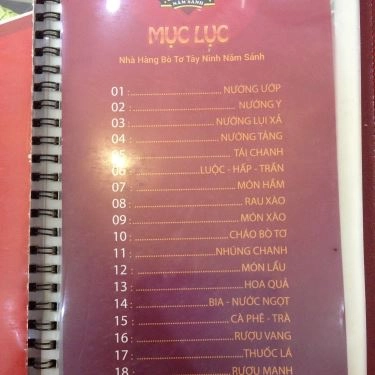 NĂM SÁNH
MỤC LỤC
Nhà Hàng Bò Tơ Tây Ninh Năm Sánh
01 : NƯỚNG ƯỚP
02 : NƯỚNG Y
03 : NƯỚNG LỤI XẢ
04 : NƯỚNG TẢNG
05 : TÁI CHANH
06 : LUỘC - HẤP - TRẦN
07 : MÓN HẦM
08 : RAU XÀO
09 : MÓN XÀO
10 : CHÁO BÒ TƠ
11 : NHÚNG CHANH
12 : MÓN LẨU
13 : HOA QUẢ
14 : BIA - NƯỚC NGỌT
15 : CÀ PHÊ - TRÀ
16 : RƯỢU VANG
17 : THUỐC LÁ
18 : RƯỢU MẠNH